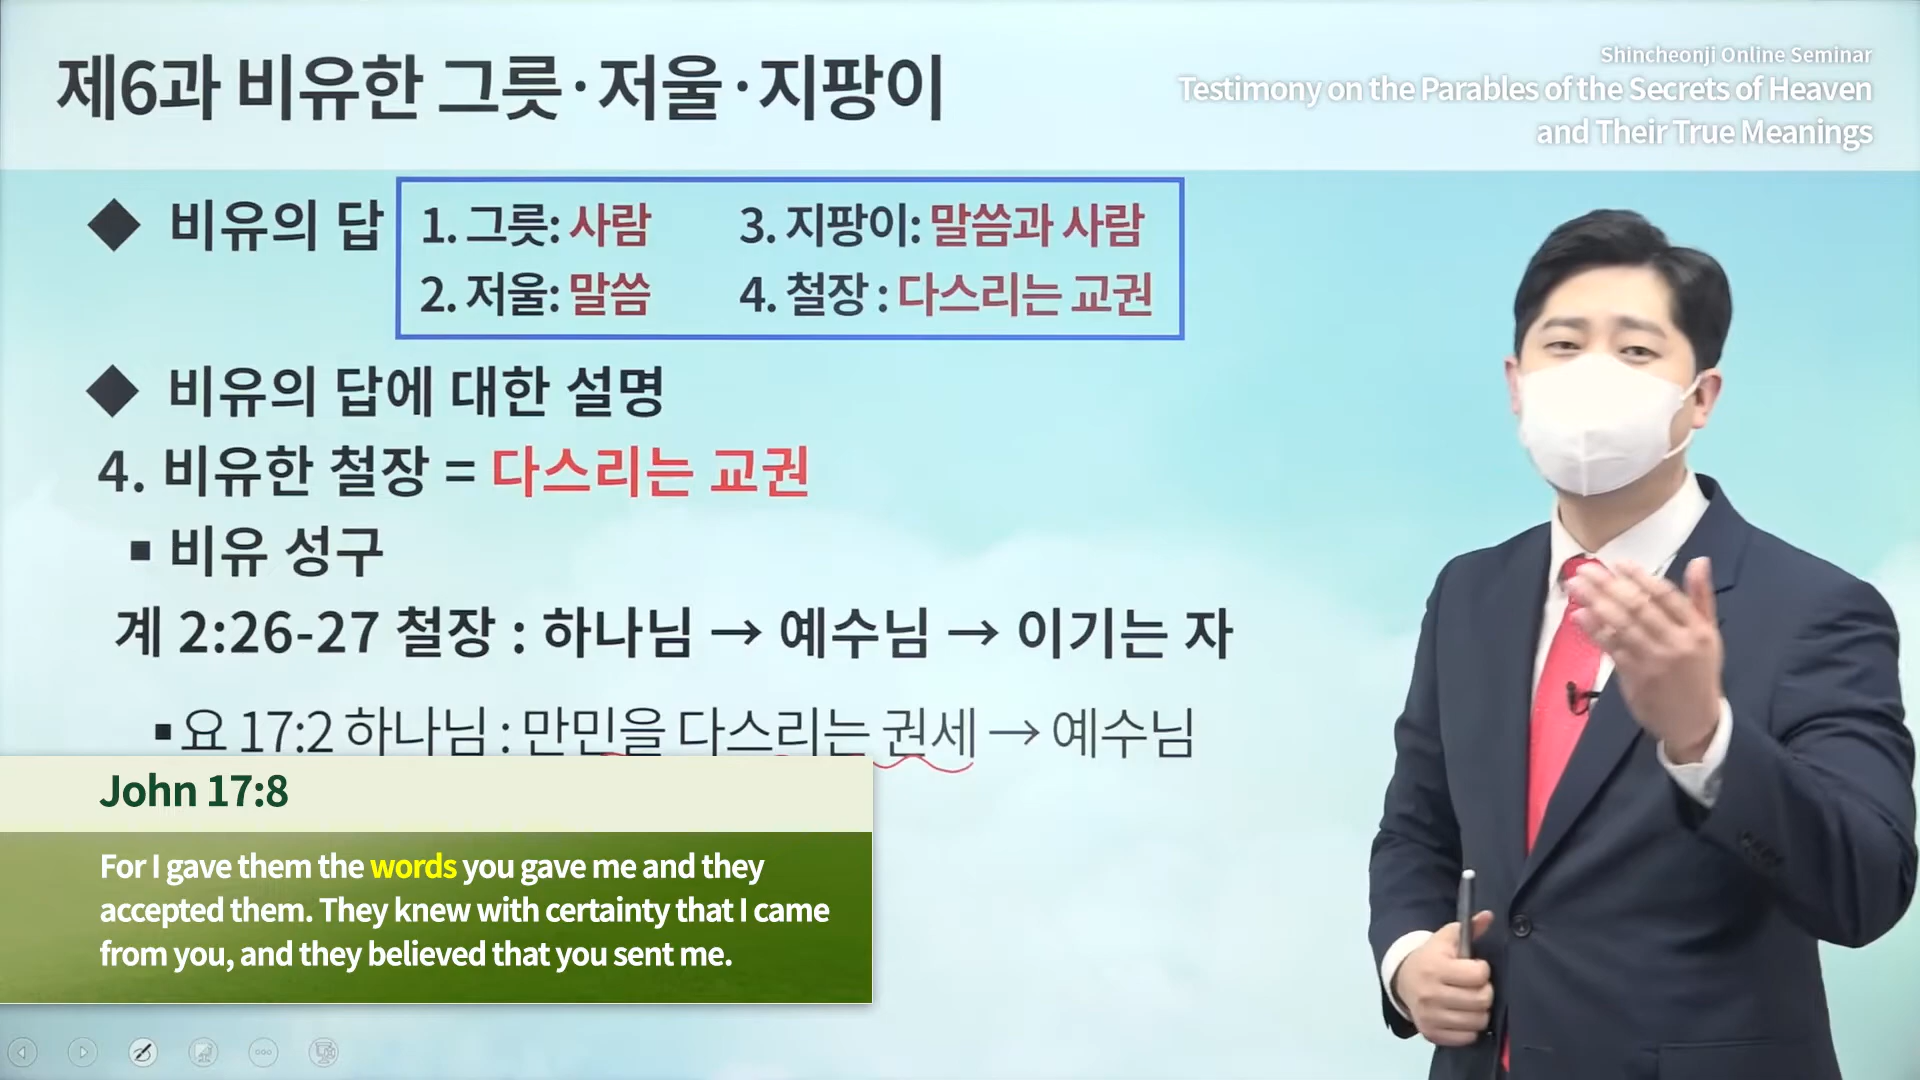 제6과 비유한 그릇·저울·지팡이
Shincheonji Online Seminar
Testimony on the Parables of the Secrets of Heaven
and Their True Meanings
◆ 비유의 답
1. 그릇: 사람 3. 지팡이: 말씀과 사람
2. 저울: 말씀 4. 철장 : 다스리는 교권
◆ 비유의 답에 대한 설명
4. 비유한 철장 = 다스리는 교권
▪ 비유 성구
계 2:26-27 철장 : 하나님 → 예수님 → 이기는 자
▪ 요 17:2 하나님 : 만민을 다스리는 권세 → 예수님
John 17:8
For I gave them the words you gave me and they
accepted them. They knew with certainty that I came
from you, and they believed that you sent me.